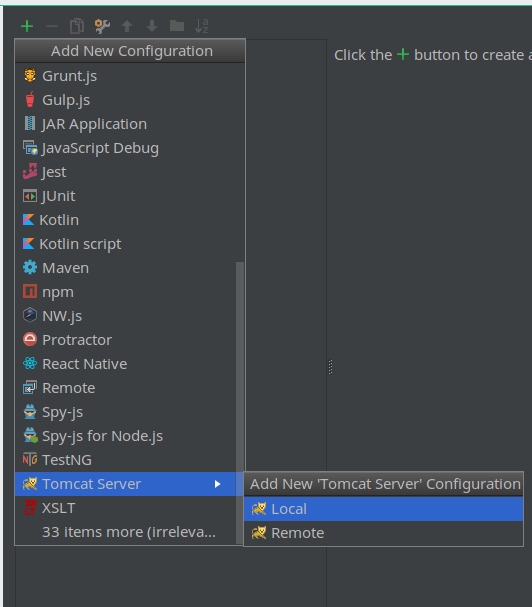 Add New Configuration
Click the + button to create a
Grunt.js
Gulp.js
JAR Application
JavaScript Debug
Jest
JUnit
Kotlin
Kotlin script
Maven
npm
NW.js
Protractor
React Native
Remote
Spy-js
Spy-js for Node.js
TestNG
Tomcat Server
Add New 'Tomcat Server' Configuration
XSLT
Local
33 items more (irreleva...
Remote